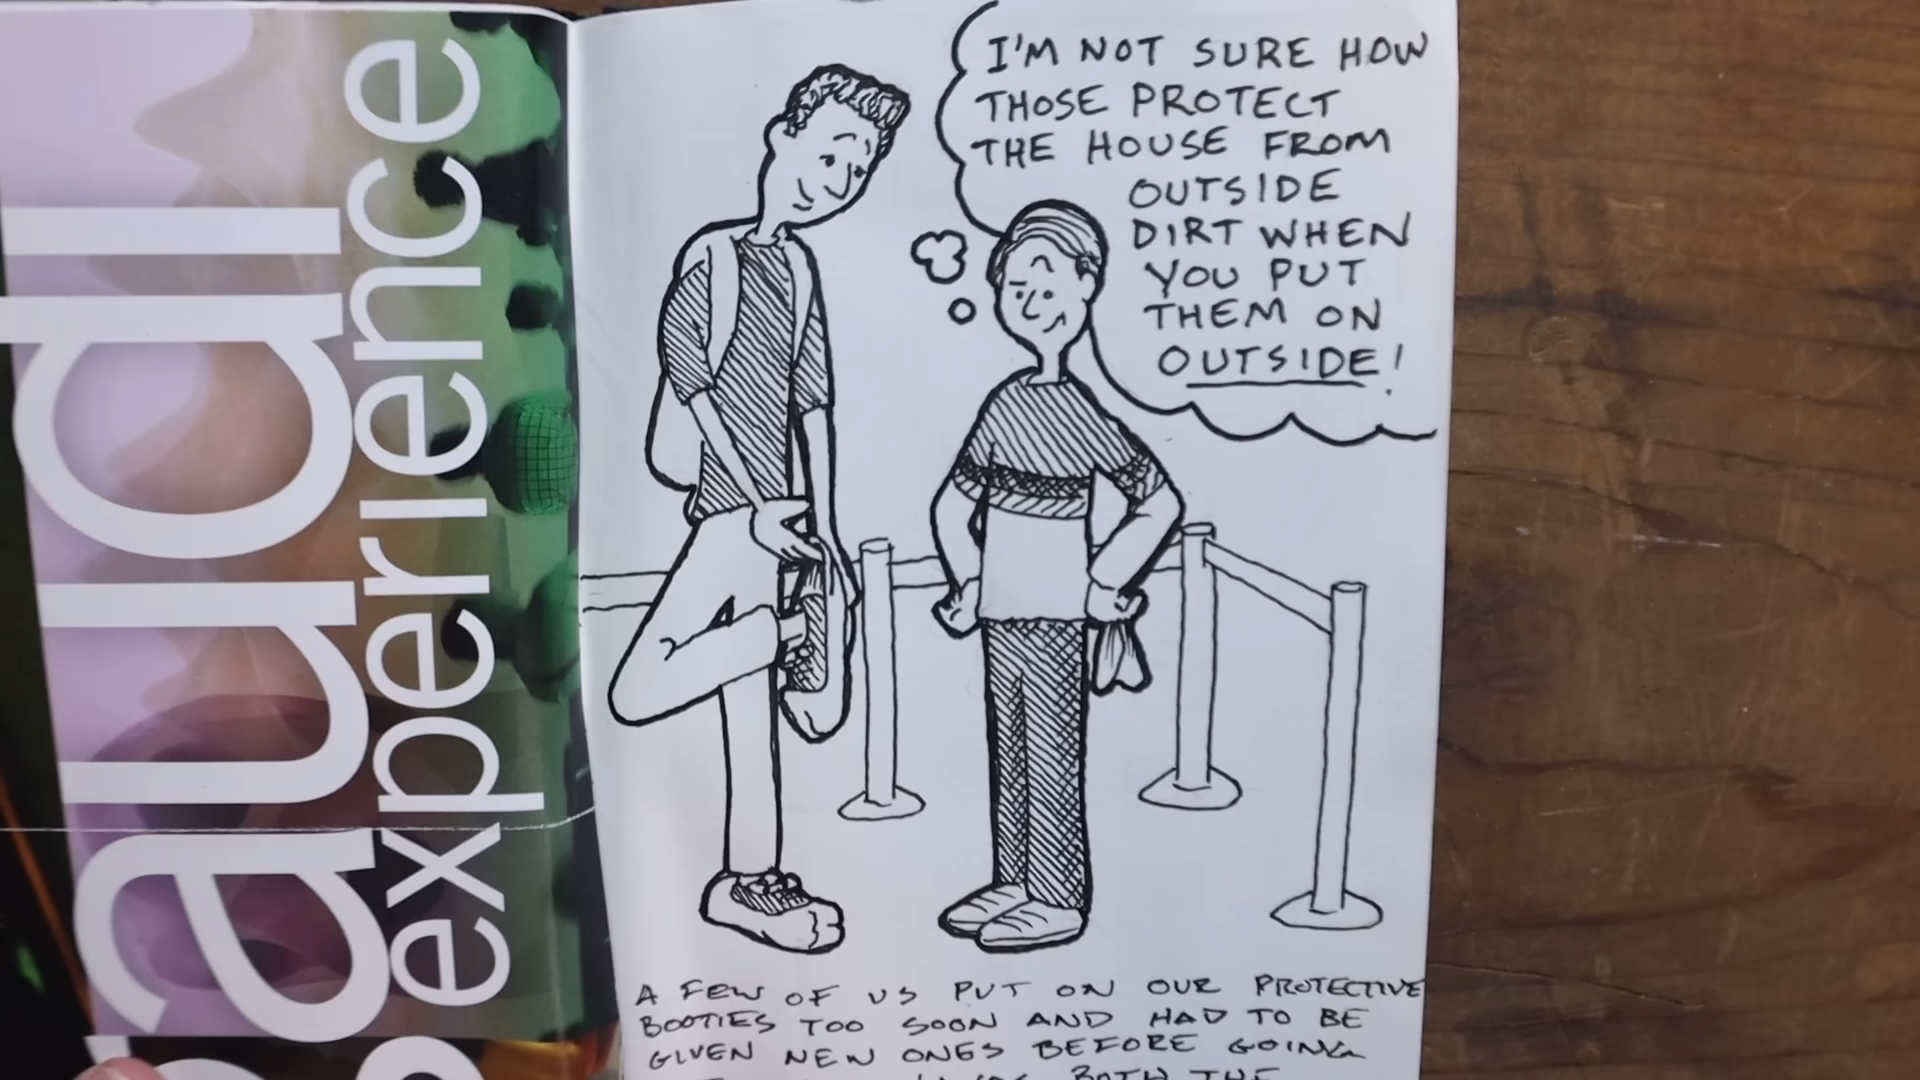 experience
I'M NOT SURE HOW
THOSE PROTECT
THE HOUSE FROM
OUTSIDE
DIRT WHEN
YOU PUT
THEM ON
OUTSIDE!
A FEW OF US PUT ON OUR PROTECTIVE
BOOTIES TOO SOON AND HAD TO BE
GIVEN NEW ONES BEFORE GOING
BOTH THE